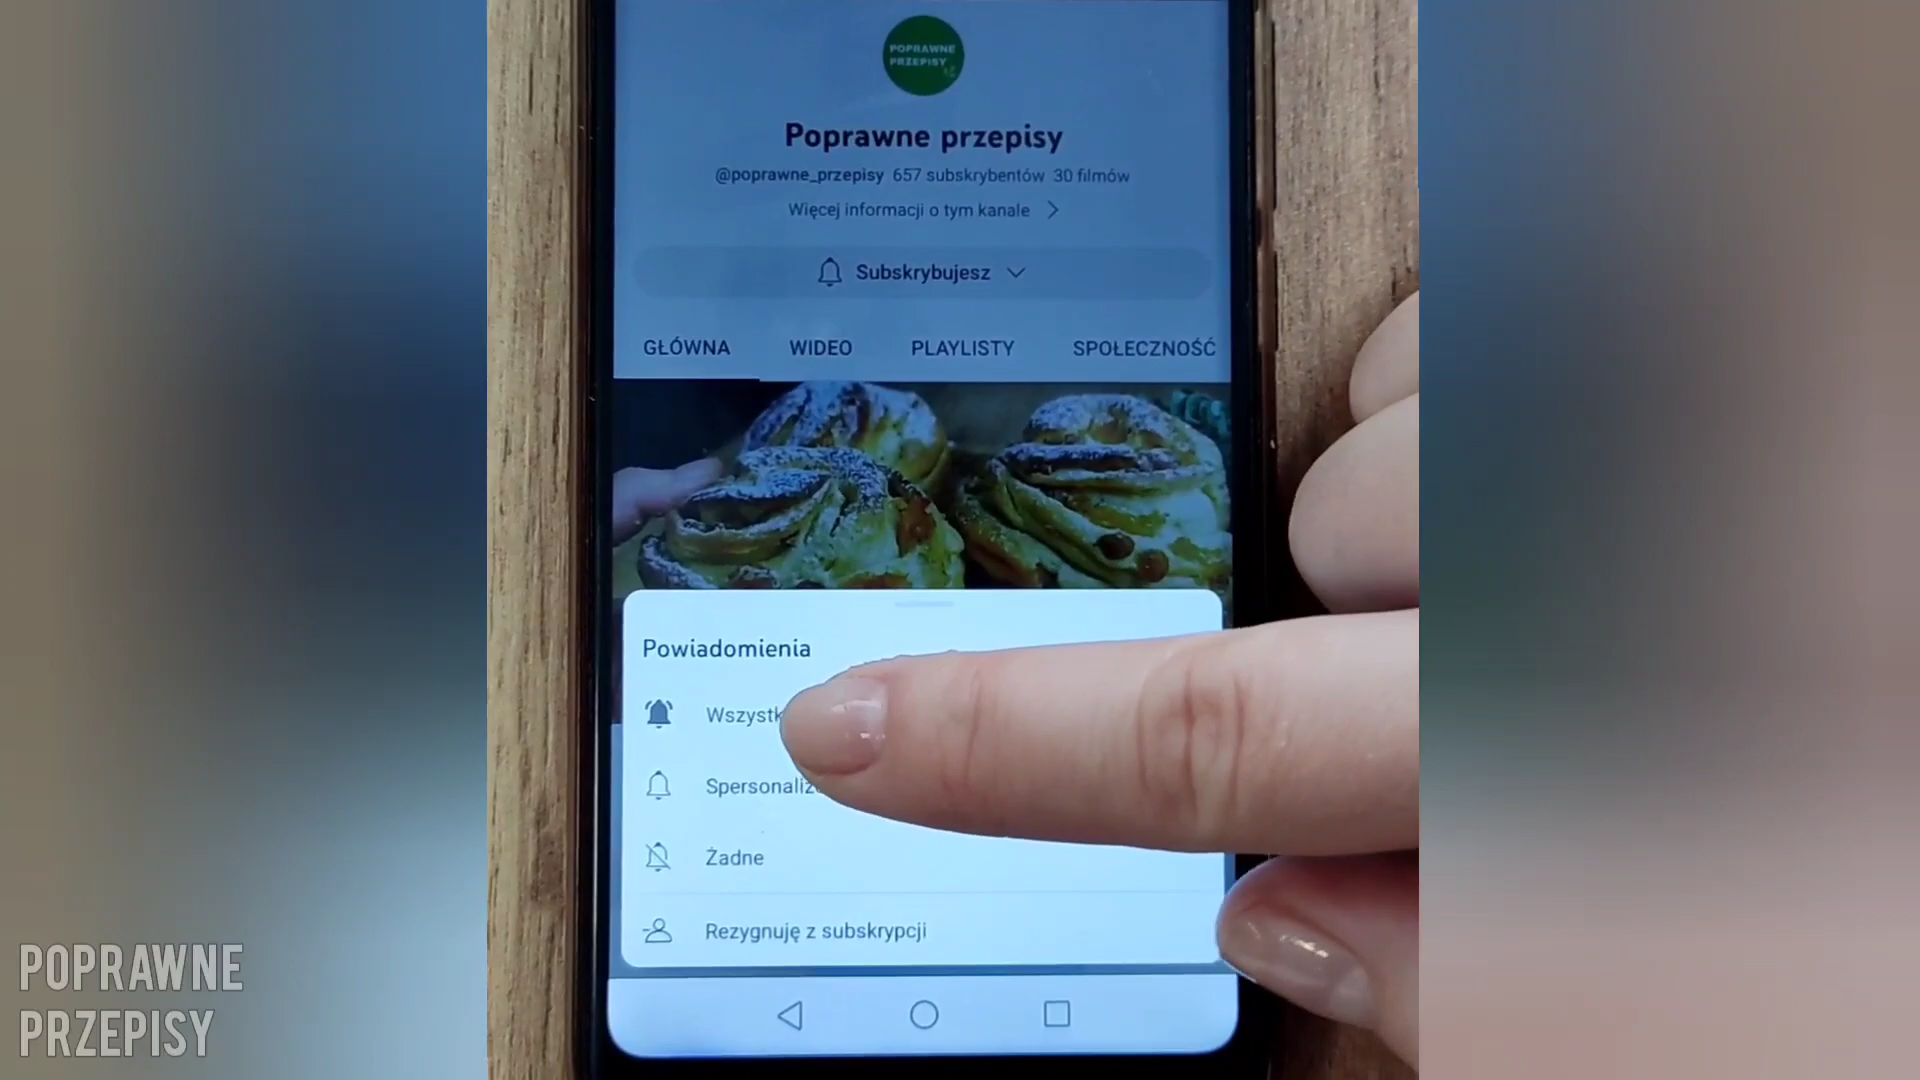 POPRAWNE
PRZEPISY
Poprawne przepisy
@poprawne_przepisy 657 subskrybentów 30 filmów
Więcej informacji o tym kanale
Subskrybujesz
GŁÓWNA WIDEO PLAYLISTY SPOŁECZNOŚĆ
Powiadomienia
Żadne
Rezygnuję z subskrypcji
POPRAWNE
PRZEPISY